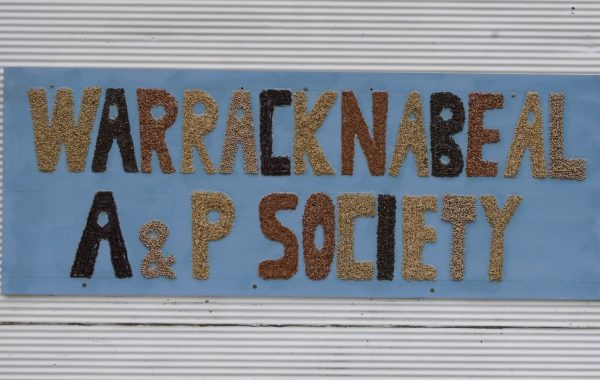 WARRACKNABEAL
A & P SOCIETY